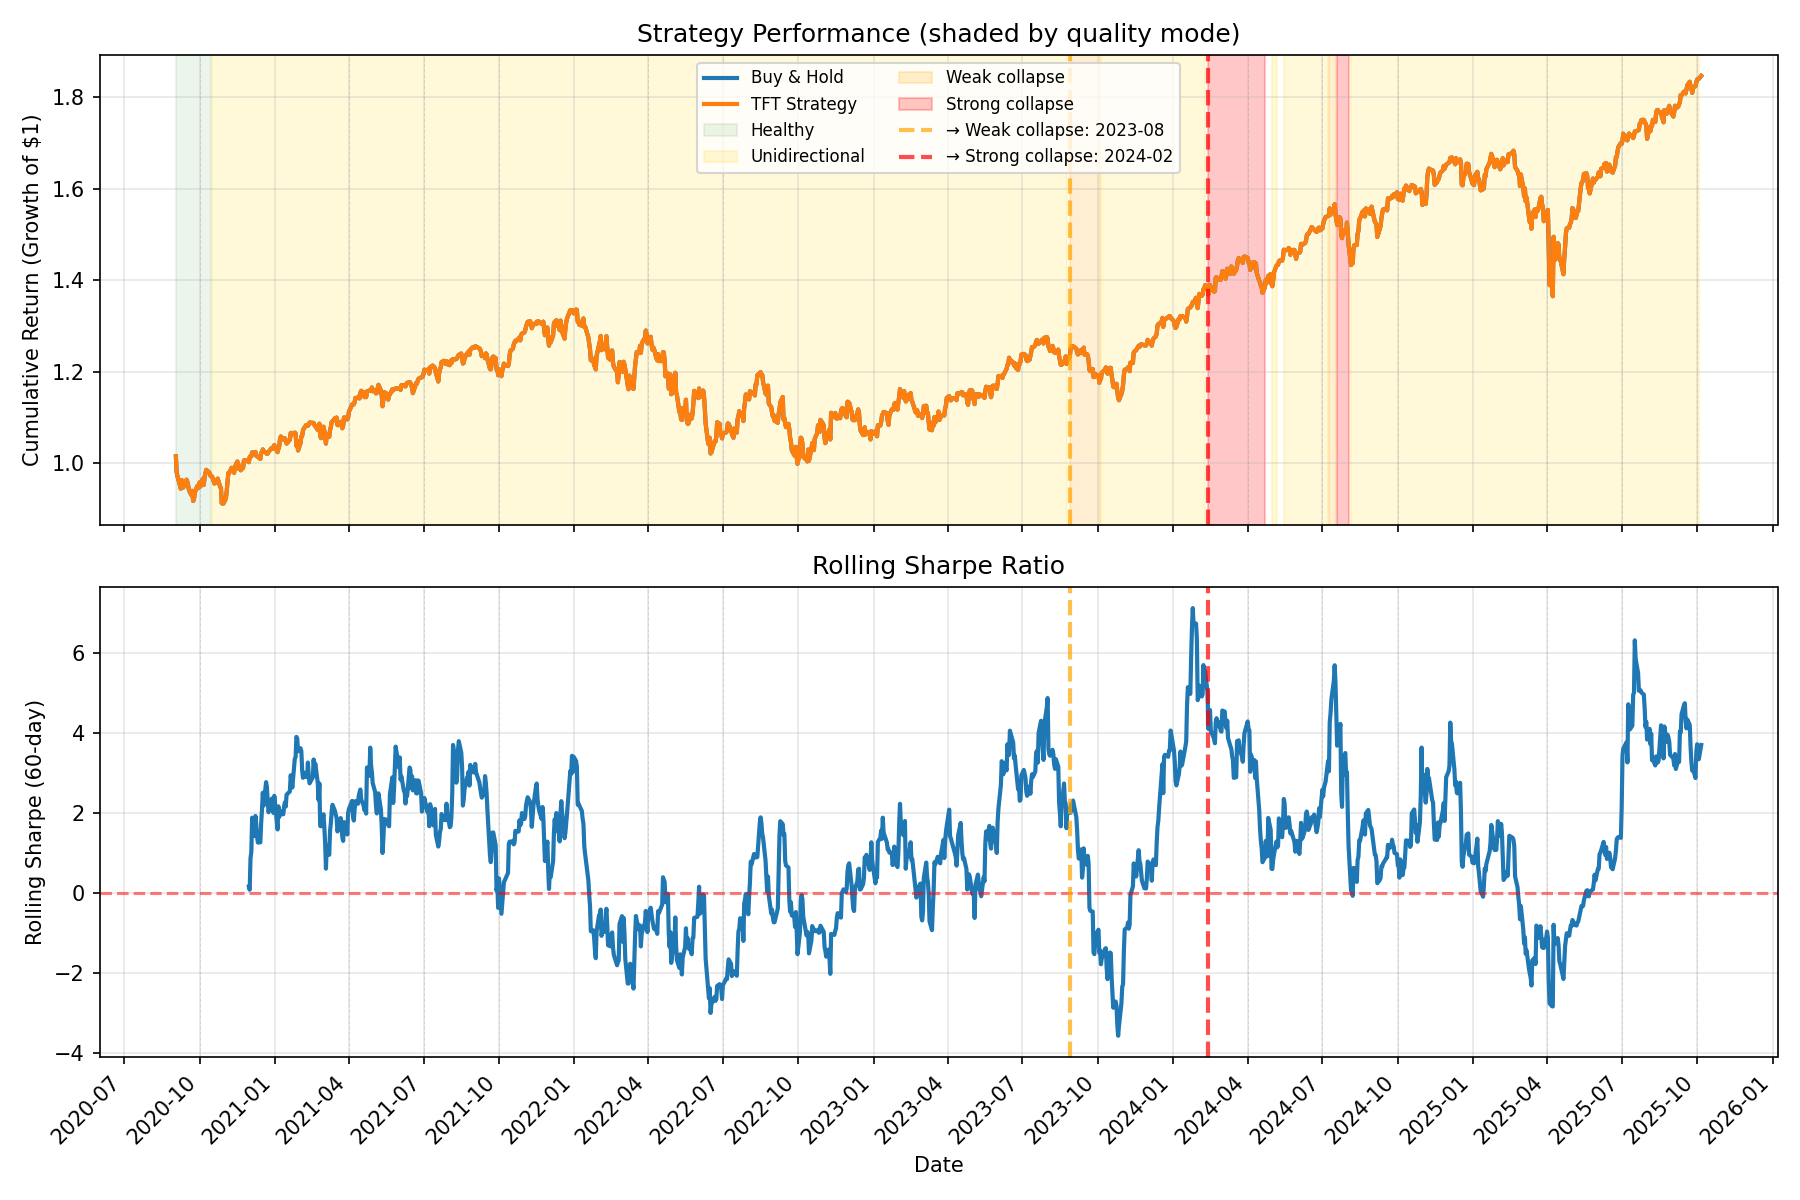 Strategy Performance (shaded by quality mode)
Cumulative Return (Growth of $1)
1.8
1.6
1.4
1.2
1.0
Buy & Hold
TFT Strategy
Healthy
Unidirectional
Weak collapse
Strong collapse
→ Weak collapse: 2023-08
→ Strong collapse: 2024-02
Rolling Sharpe Ratio
Rolling Sharpe (60-day)
6
4
2
0
−2
−4
2020-07
2020-10
2021-01
2021-04
2021-07
2021-10
2022-01
2022-04
2022-07
2022-10
2023-01
2023-04
2023-07
2023-10
2024-01
2024-04
2024-07
2024-10
2025-01
2025-04
2025-07
2025-10
2026-01
Date